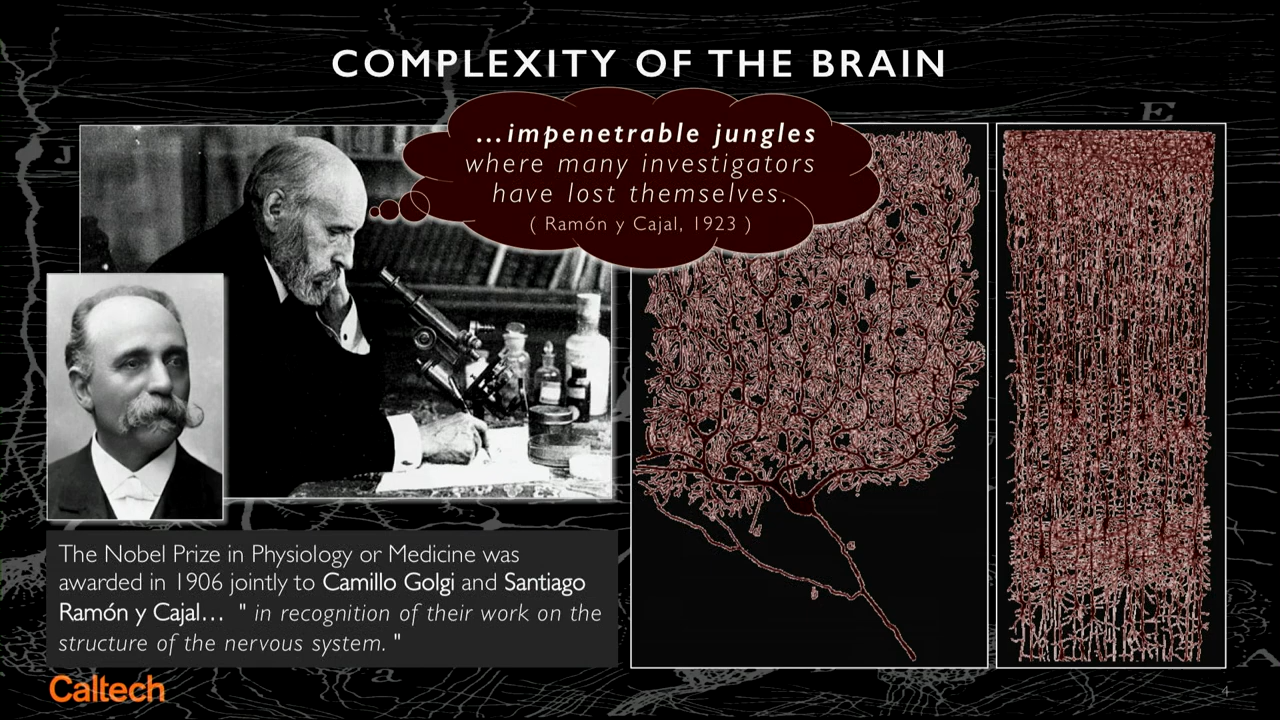 COMPLEXITY OF THE BRAIN
E
J
...impenetrable jungles
where many investigators
have lost themselves.
( Ramón y Cajal, 1923 )
The Nobel Prize in Physiology or Medicine was
awarded in 1906 jointly to Camillo Golgi and Santiago
Ramón y Cajal... " in recognition of their work on the
structure of the nervous system. "
a
A
Caltech
4